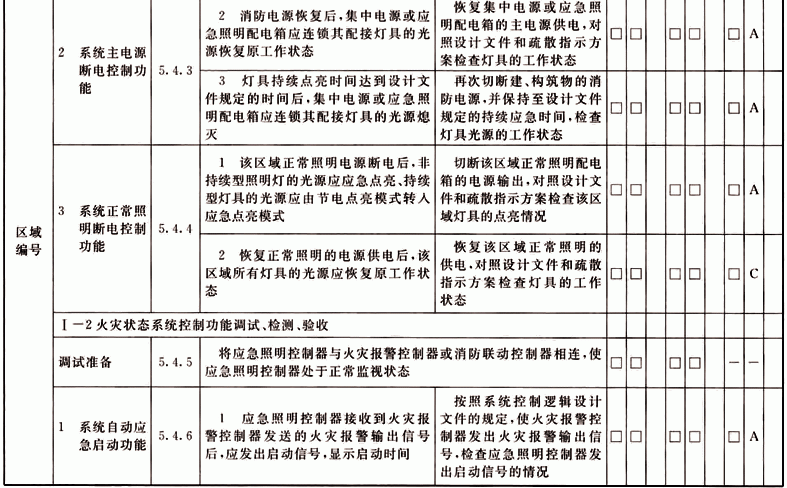 区域
编号
2 系统主电源
断电控制功
能
5.4.3
2 消防电源恢复后,集中电源或应
急照明配电箱应连锁其配接灯具的光
源恢复原工作状态
恢复集中电源或应急照
明配电箱的主电源供电,对
照设计文件和疏散指示方
案检查灯具的工作状态
□ □ □ □ □ A
3 灯具持续点亮时间达到设计文
件规定的时间后,集中电源或应急照
明配电箱应连锁其配接灯具的光源熄
灭
再次切断建、构筑物的消
防电源,并保持至设计文件
规定的持续应急时间,检查
灯具光源的工作状态
□ □ □ □ □ A
3 系统正常照
明断电控制
功能
5.4.4
1 该区域正常照明电源断电后,非
持续型照明灯的光源应应急点亮、持续
型灯具的光源应由节电点亮模式转入
应急点亮模式
切断该区域正常照明配电
箱的电源输出,对照设计文
件和疏散指示方案检查该区
域灯具的点亮情况
□ □ □ □ □ A
2 恢复正常照明的电源供电后,该
区域所有灯具的光源应恢复原工作状
态
恢复该区域正常照明的
供电,对照设计文件和疏散
指示方案检查灯具的工作
状态
□ □ □ □ □ C
Ⅰ-2 火灾状态系统控制功能调试、检测、验收
调试准备
5.4.5
将应急照明控制器与火灾报警控制器或消防联动控制器相连,使
应急照明控制器处于正常监视状态
□ □ □ □ — —
1 系统自动应
急启动功能
5.4.6
1 应急照明控制器接收到火灾报
警控制器发送的火灾报警输出信号
后,应发出启动信号,显示启动时间
按照系统控制逻辑设计
文件的规定,使火灾报警控
制器发出火灾报警输出信
号,检查应急照明控制器发
出启动信号的情况
□ □ □ □ □ A